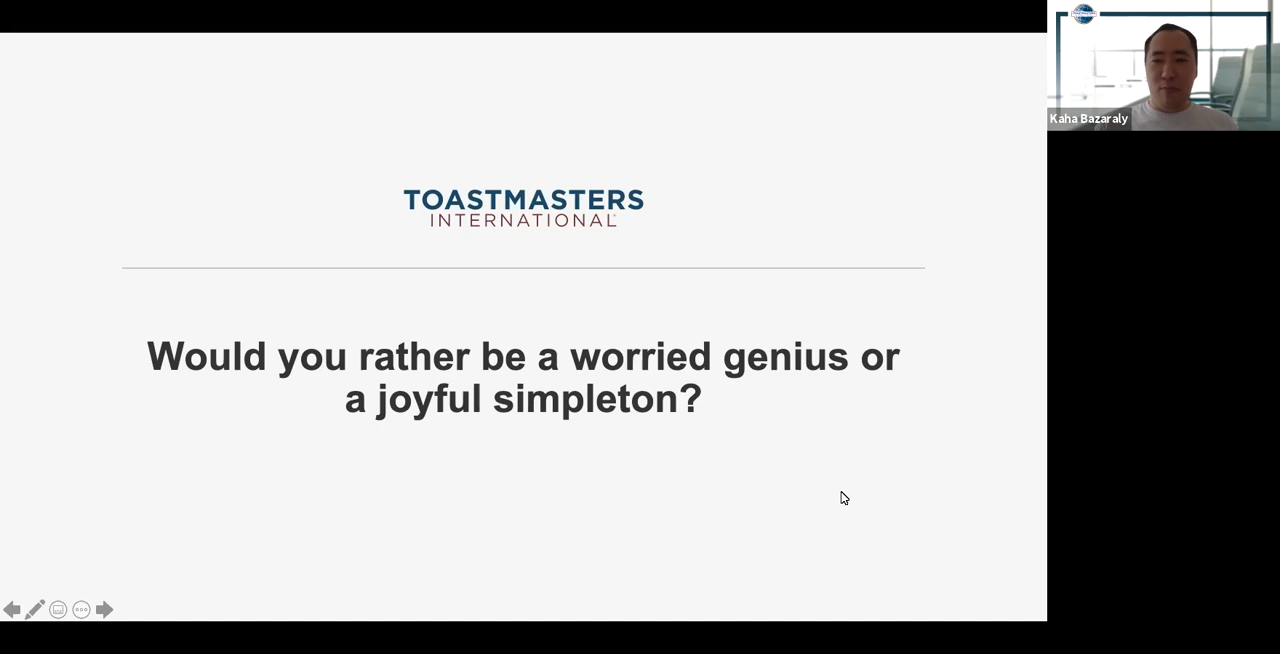 TOASTMASTERS
INTERNATIONAL
Would you rather be a worried genius or
a joyful simpleton?
Kaha Bazaraly